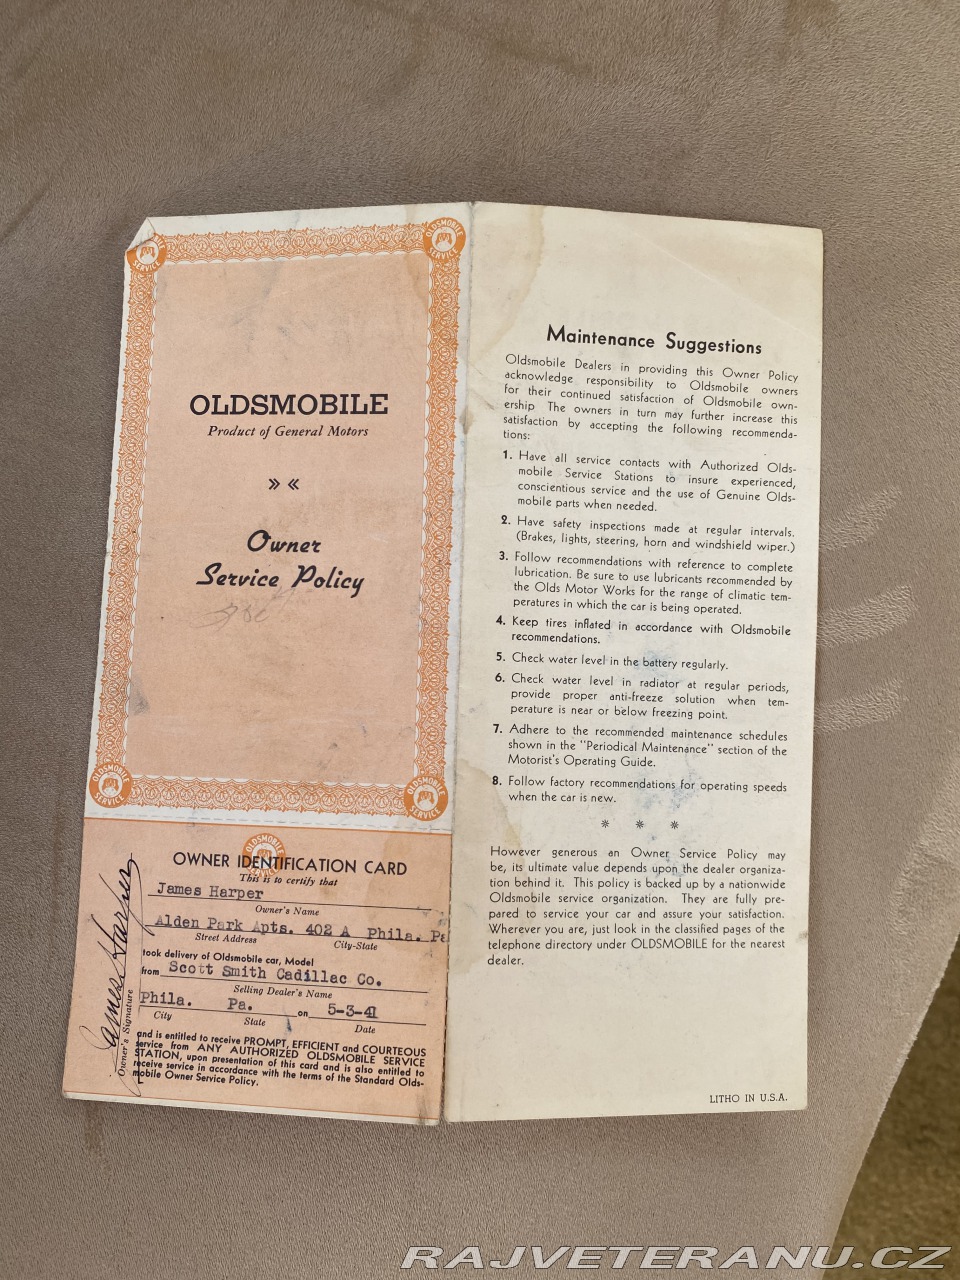 OLDSMOBILE
SERVICE
OLDSMOBILE
SERVICE
OLDSMOBILE
Product of General Motors
»«
Owner
Service Policy
OLDSMOBILE
SERVICE
OLDSMOBILE
SERVICE
OLDSMOBILE
SERVICE
OWNER IDENTIFICATION CARD
This is to certify that
James Harper
Owner's Name
Alden Park Apts. 402 A Phila. Pa
Street Address City-State
took delivery of Oldsmobile car, Model
from Scott Smith Cadillac Co.
Selling Dealer's Name
Phila. Pa. on 5-3-41
City State Date
and is entitled to receive PROMPT, EFFICIENT and COURTEOUS
service from ANY AUTHORIZED OLDSMOBILE SERVICE
STATION, upon presentation of this card and is also entitled to
receive service in accordance with the terms of the Standard Olds-
mobile Owner Service Policy.
James Harper
Owner's Signature
Maintenance Suggestions
Oldsmobile Dealers in providing this Owner Policy
acknowledge responsibility to Oldsmobile owners
for their continued satisfaction of Oldsmobile own-
ership The owners in turn may further increase this
satisfaction by accepting the following recommenda-
tions:
1. Have all service contacts with Authorized Olds-
mobile Service Stations to insure experienced,
conscientious service and the use of Genuine Olds-
mobile parts when needed.
2. Have safety inspections made at regular intervals.
(Brakes, lights, steering, horn and windshield wiper.)
3. Follow recommendations with reference to complete
lubrication. Be sure to use lubricants recommended by
the Olds Motor Works for the range of climatic tem-
peratures in which the car is being operated.
4. Keep tires inflated in accordance with Oldsmobile
recommendations.
5. Check water level in the battery regularly.
6. Check water level in radiator at regular periods,
provide proper anti-freeze solution when tem-
perature is near or below freezing point.
7. Adhere to the recommended maintenance schedules
shown in the "Periodical Maintenance" section of the
Motorist's Operating Guide.
8. Follow factory recommendations for operating speeds
when the car is new.
* * *
However generous an Owner Service Policy may
be, its ultimate value depends upon the dealer organiza-
tion behind it. This policy is backed up by a nationwide
Oldsmobile service organization. They are fully pre-
pared to service your car and assure your satisfaction.
Wherever you are, just look in the classified pages of the
telephone directory under OLDSMOBILE for the nearest
dealer.
LITHO IN U.S.A.
RAJVETERANU.CZ